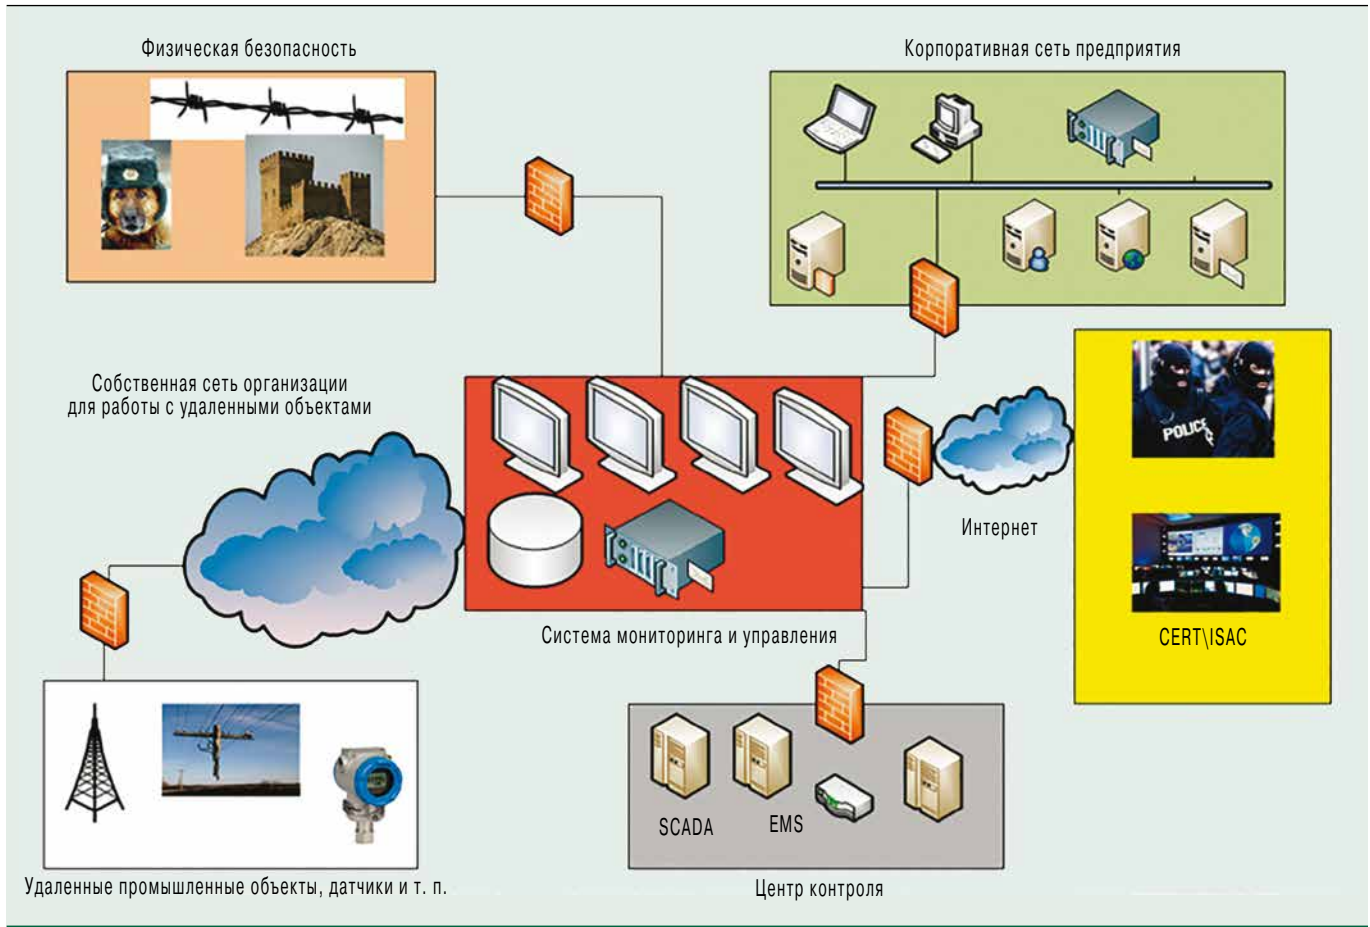 Физическая безопасность
Корпоративная сеть предприятия
Собственная сеть организации
для работы с удаленными объектами
POLICE
Интернет
Система мониторинга и управления
CERT\ISAC
SCADA
EMS
Удаленные промышленные объекты, датчики и т. п.
Центр контроля